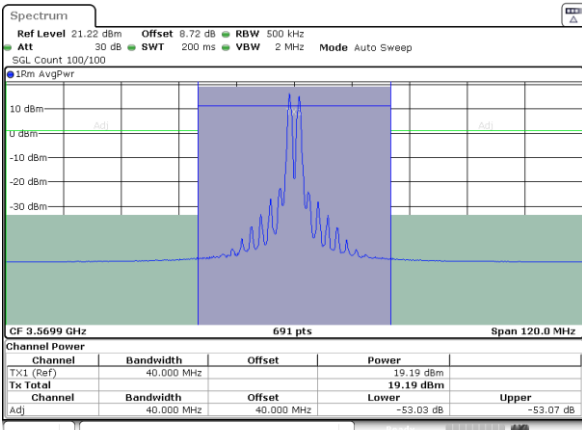 Spectrum
Ref Level 21.22 dBm Offset 8.72 dB RBW 500 kHz
Att 30 dB SWT 200 ms VBW 2 MHz Mode Auto Sweep
SGL Count 100/100
1Rm AvgPwr
10 dBm
Adj Adj
0 dBm
-10 dBm
-20 dBm
-30 dBm
CF 3.5699 GHz 691 pts Span 120.0 MHz
Channel Power
Channel Bandwidth Offset Power
TX1 (Ref) 40.000 MHz 19.19 dBm
Tx Total 19.19 dBm
Channel Bandwidth Offset Lower Upper
Adj 40.000 MHz 40.000 MHz -53.03 dB -53.07 dB